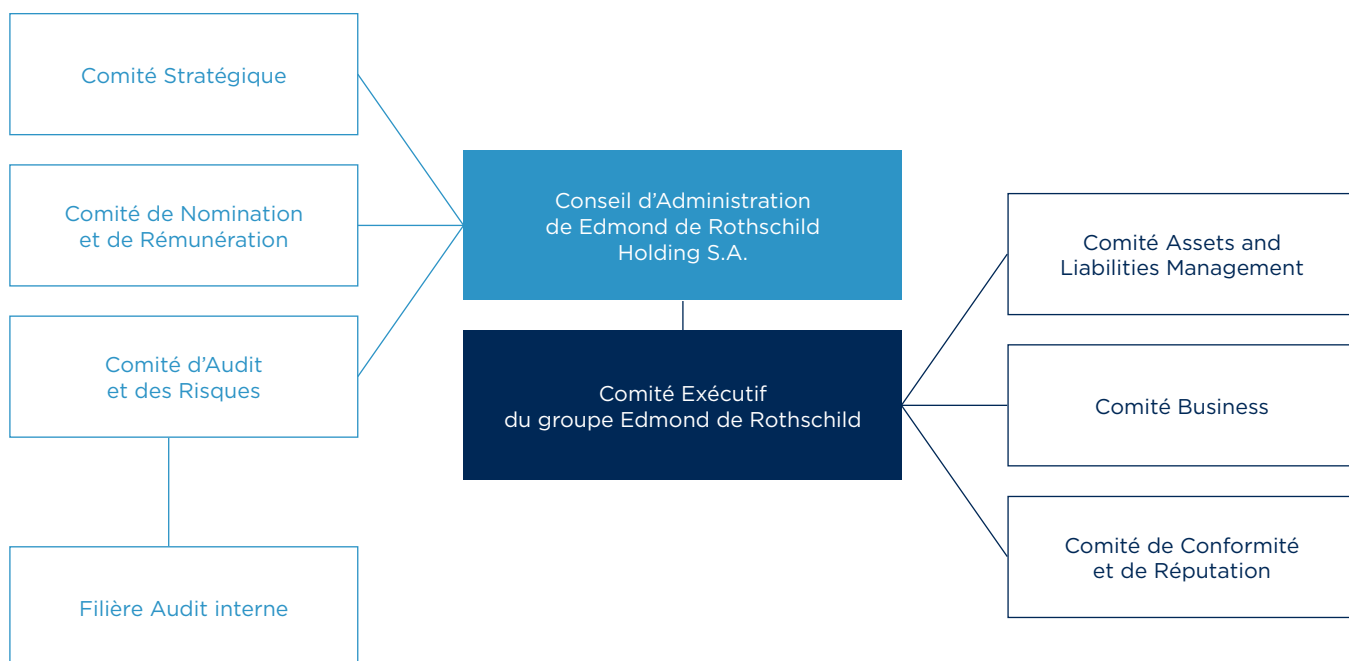 Comité Stratégique
Comité de Nomination
et de Rémunération
Comité d’Audit
et des Risques
Filière Audit interne
Conseil d’Administration
de Edmond de Rothschild
Holding S.A.
Comité Exécutif
du groupe Edmond de Rothschild
Comité Assets and
Liabilities Management
Comité Business
Comité de Conformité
et de Réputation